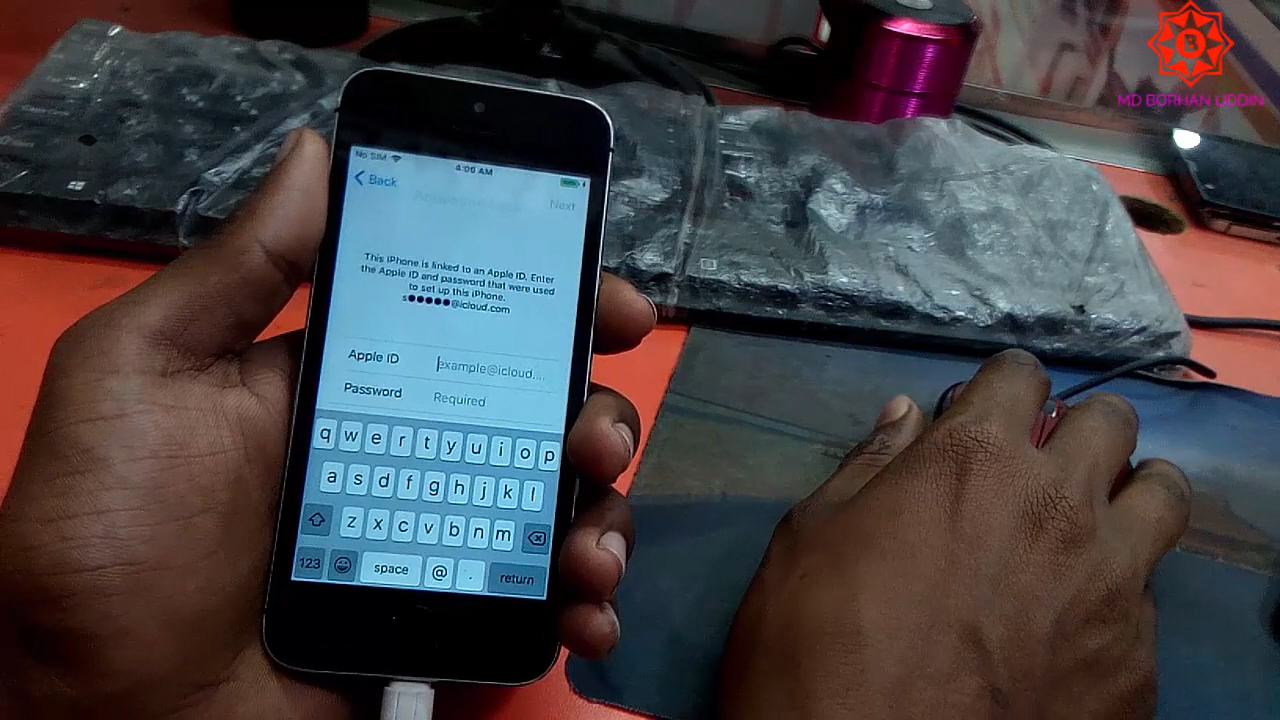 B
MD BORHAN UDDIN
No SIM
4:06 AM
Back
Next
This iPhone is linked to an Apple ID. Enter
the Apple ID and password that were used
to set up this iPhone.
s●●●●●@icloud.com
Apple ID
example@icloud....
Password
Required
q w e r t y u i o p
a s d f g h j k l
z x c v b n m
123
space
@
.
return